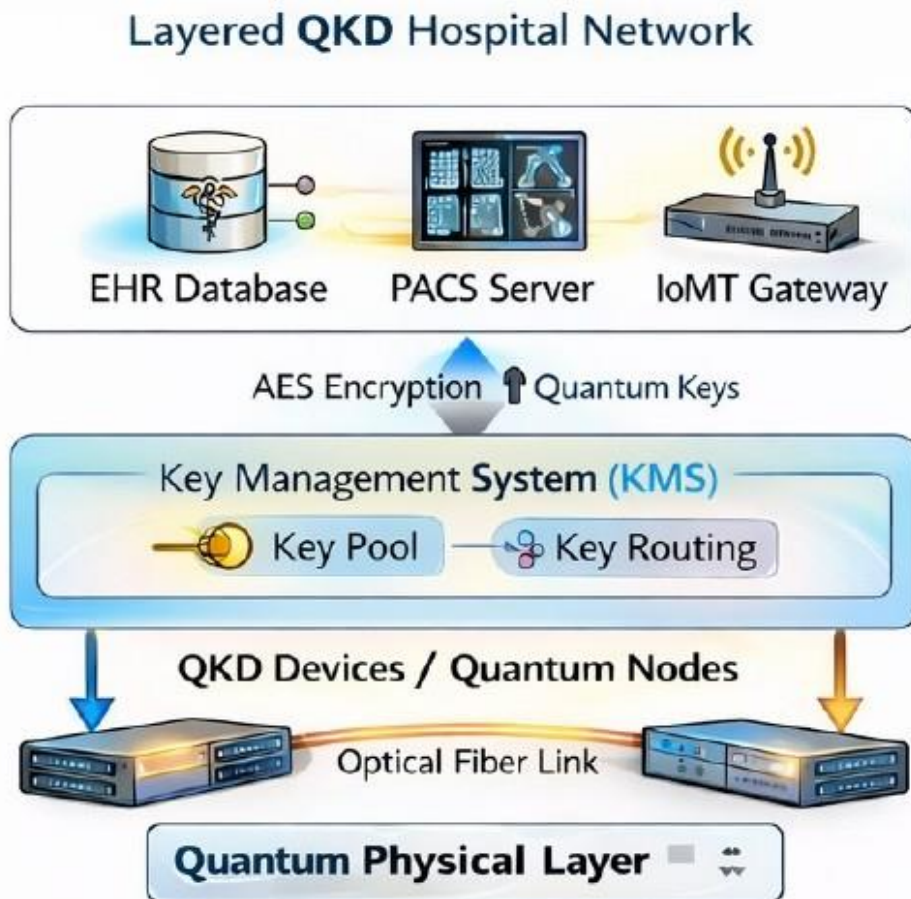 Layered QKD Hospital Network
EHR Database
PACS Server
IoMT Gateway
AES Encryption
Quantum Keys
Key Management System (KMS)
Key Pool
Key Routing
QKD Devices / Quantum Nodes
Optical Fiber Link
Quantum Physical Layer